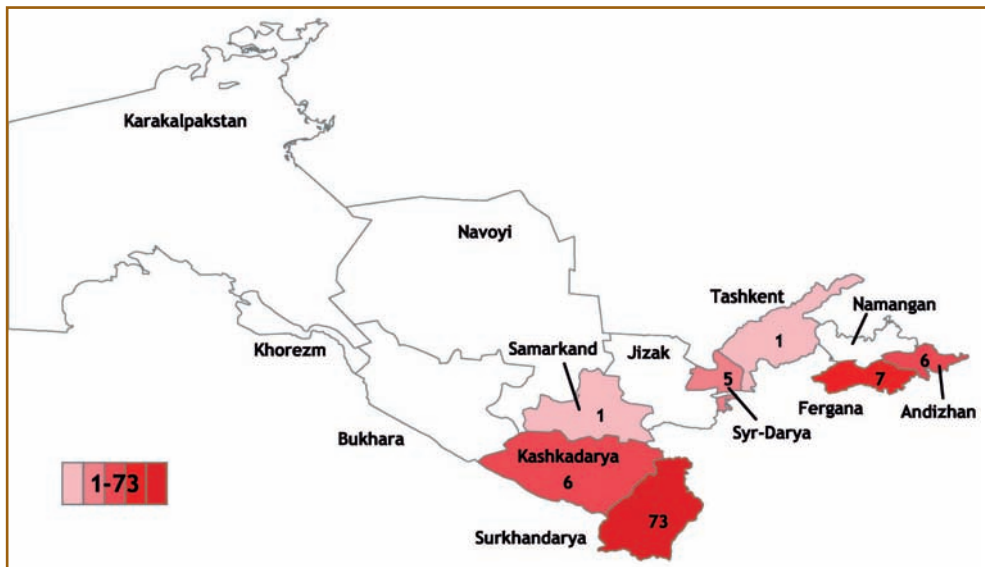 Karakalpakstan
Navoyi
Tashkent
Namangan
1
Khorezm
Samarkand
Jizak
5
7
6
Fergana
Andizhan
Syr-Darya
Bukhara
1
Kashkadarya
6
1-73
73
Surkhandarya